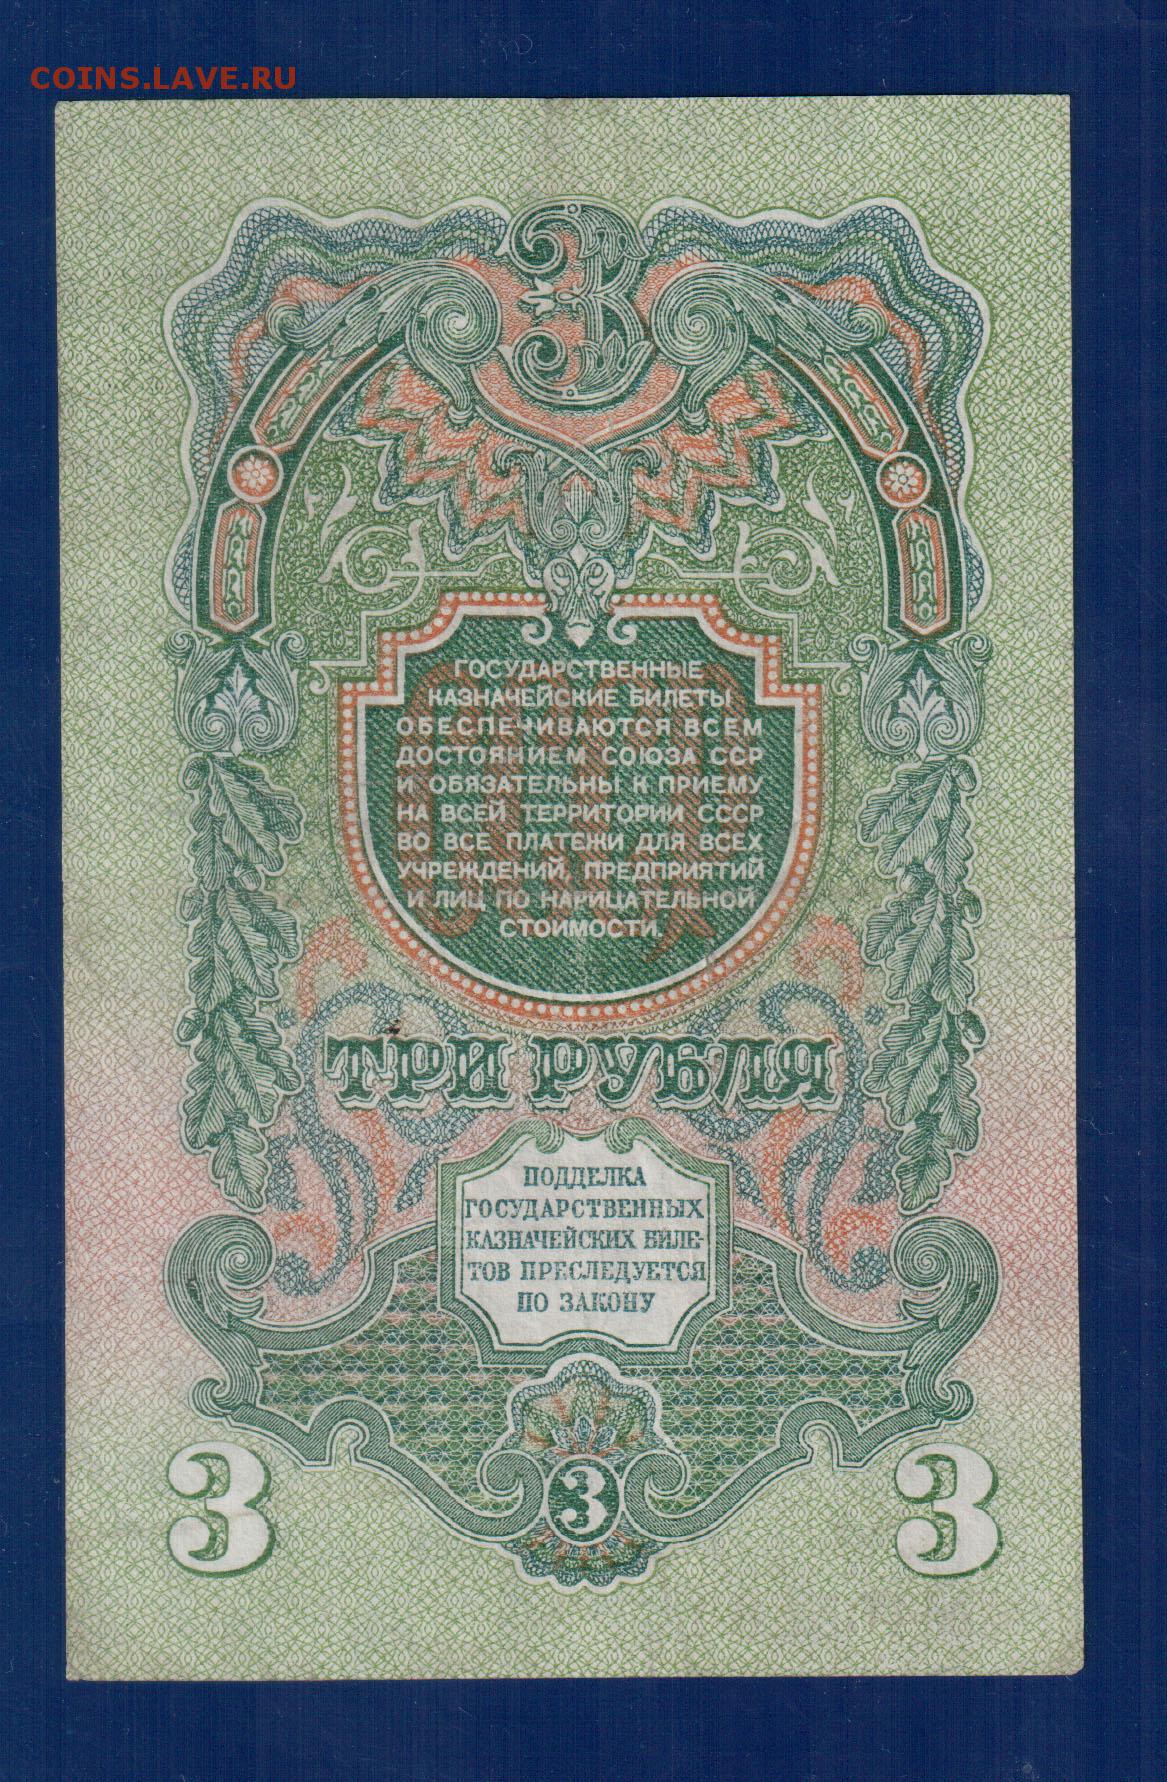 COINS.LAVE.RU
3
ГОСУДАРСТВЕННЫЕ
КАЗНАЧЕЙСКИЕ БИЛЕТЫ
ОБЕСПЕЧИВАЮТСЯ ВСЕМ
ДОСТОЯНИЕМ СОЮЗА ССР
И ОБЯЗАТЕЛЬНЫ К ПРИЕМУ
НА ВСЕЙ ТЕРРИТОРИИ СССР
ВО ВСЕ ПЛАТЕЖИ ДЛЯ ВСЕХ
УЧРЕЖДЕНИЙ, ПРЕДПРИЯТИЙ
И ЛИЦ ПО НАРИЦАТЕЛЬНОЙ
СТОИМОСТИ.
ТРИ РУБЛЯ
ПОДДЕЛКА
ГОСУДАРСТВЕННЫХ
КАЗНАЧЕЙСКИХ БИЛЕ-
ТОВ ПРЕСЛЕДУЕТСЯ
ПО ЗАКОНУ
3 3 3